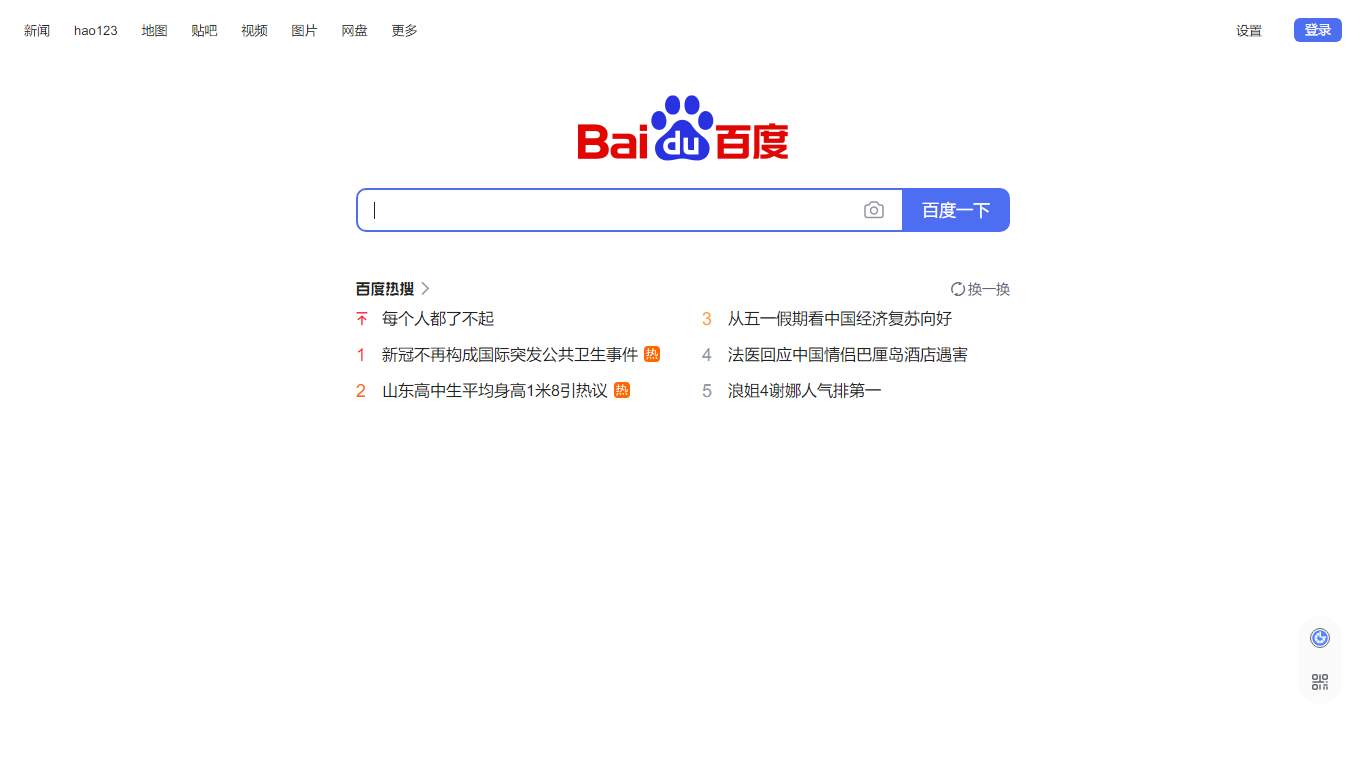 新闻 hao123 地图 贴吧 视频 图片 网盘 更多 设置 登录
Baidu百度
百度一下
百度热搜 换一换
每个人都了不起
1 新冠不再构成国际突发公共卫生事件 热
2 山东高中生平均身高1米8引热议 热
3 从五一假期看中国经济复苏向好
4 法医回应中国情侣巴厘岛酒店遇害
5 浪姐4谢娜人气排第一